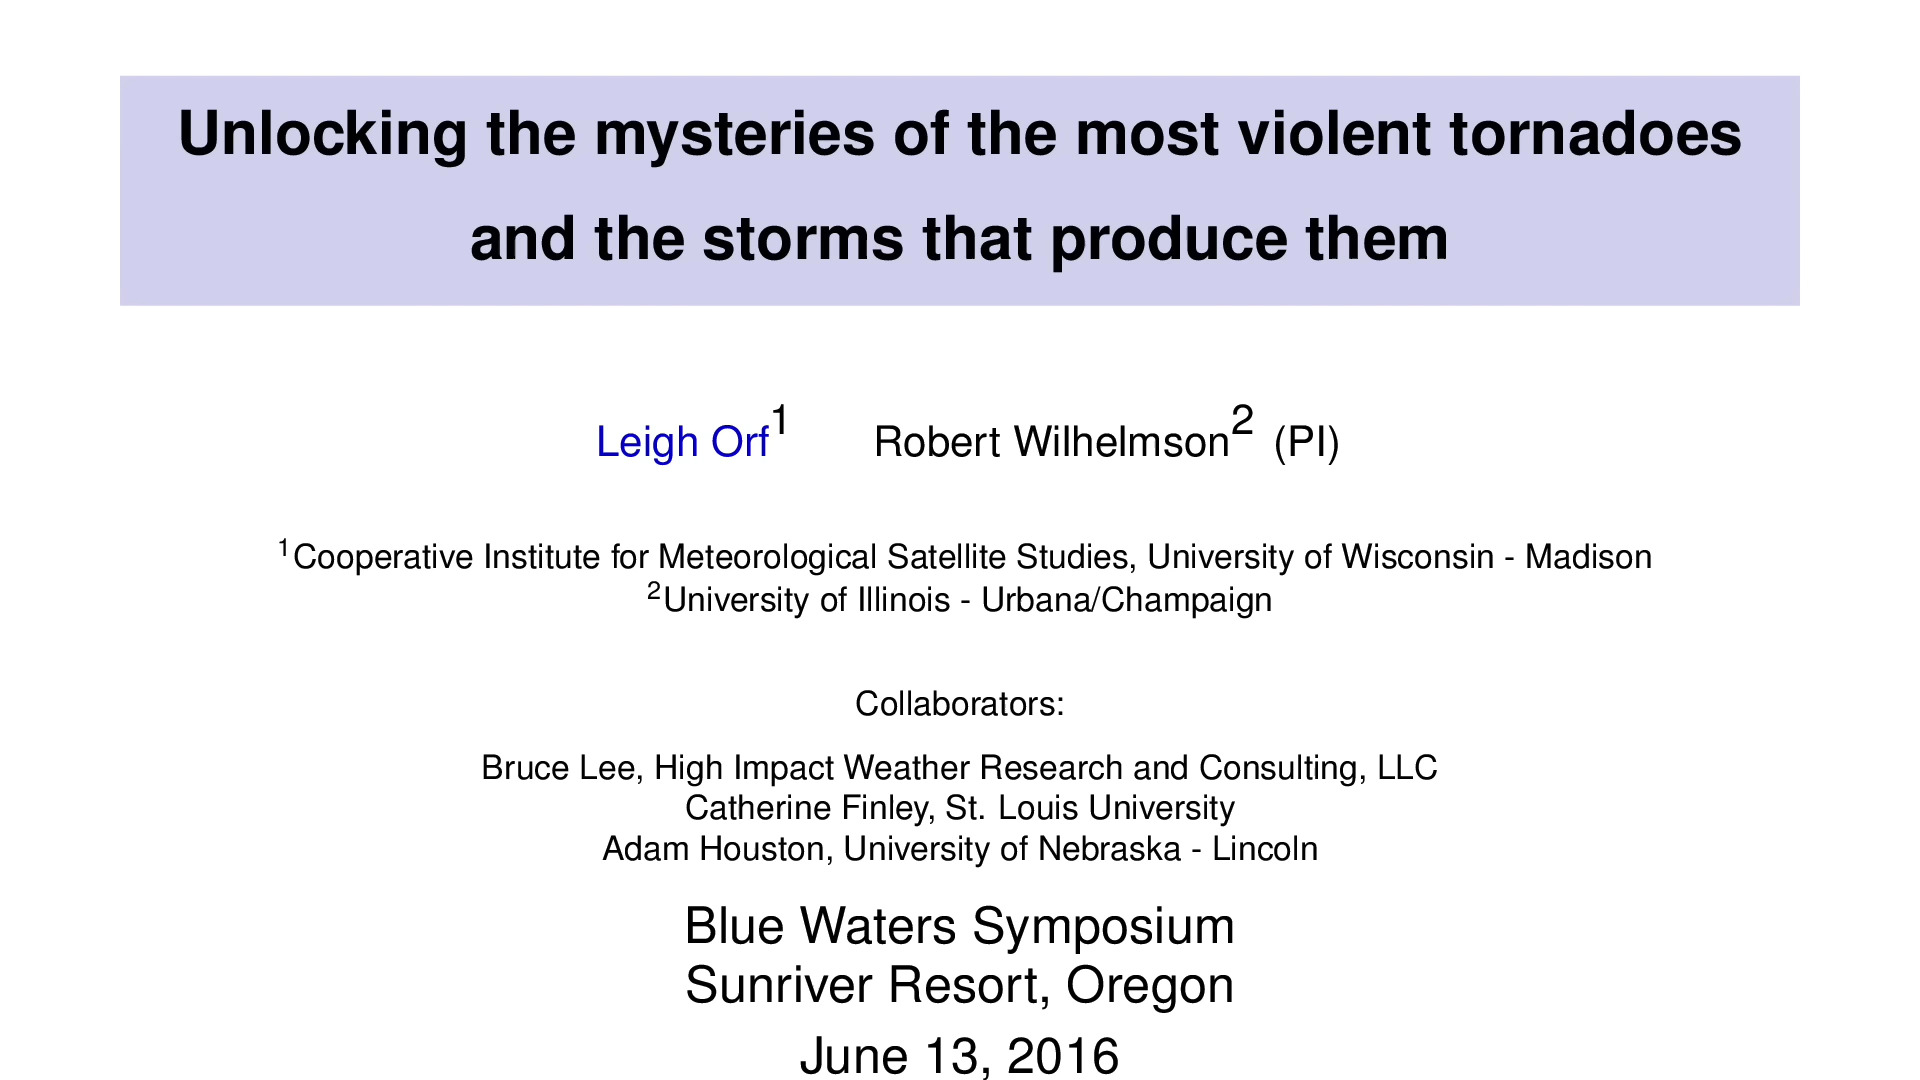 Unlocking the mysteries of the most violent tornadoes
and the storms that produce them
Leigh Orf¹ Robert Wilhelmson² (PI)
¹Cooperative Institute for Meteorological Satellite Studies, University of Wisconsin - Madison
²University of Illinois - Urbana/Champaign
Collaborators:
Bruce Lee, High Impact Weather Research and Consulting, LLC
Catherine Finley, St. Louis University
Adam Houston, University of Nebraska - Lincoln
Blue Waters Symposium
Sunriver Resort, Oregon
June 13, 2016